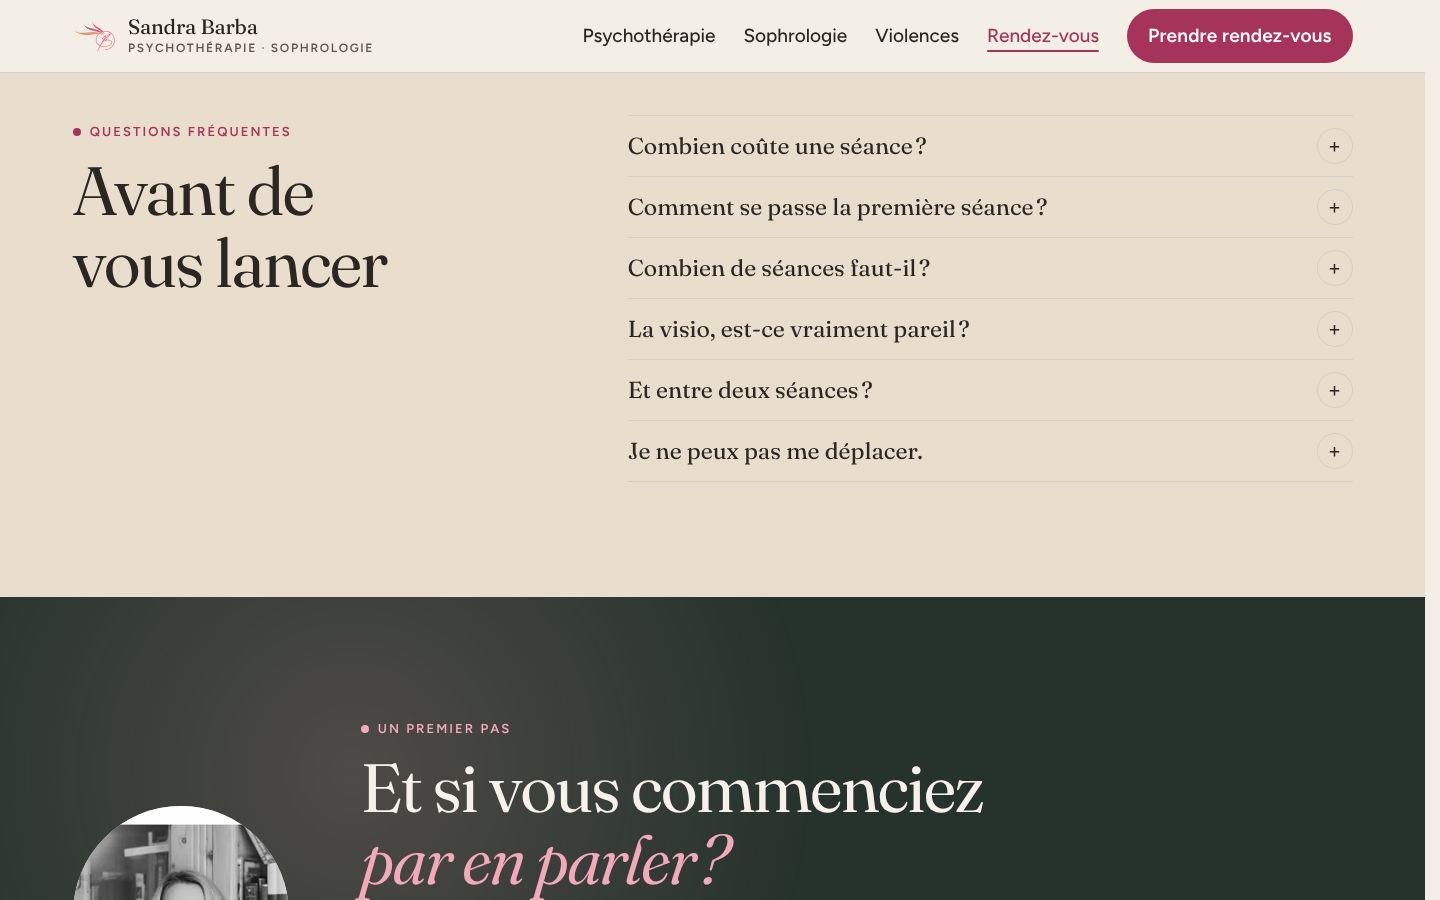 Sandra Barba
PSYCHOTHÉRAPIE · SOPHROLOGIE
Psychothérapie
Sophrologie
Violences
Rendez-vous
Prendre rendez-vous
QUESTIONS FRÉQUENTES
Avant de
vous lancer
Combien coûte une séance ?
Comment se passe la première séance ?
Combien de séances faut-il ?
La visio, est-ce vraiment pareil ?
Et entre deux séances ?
Je ne peux pas me déplacer.
UN PREMIER PAS
Et si vous commenciez
par en parler ?